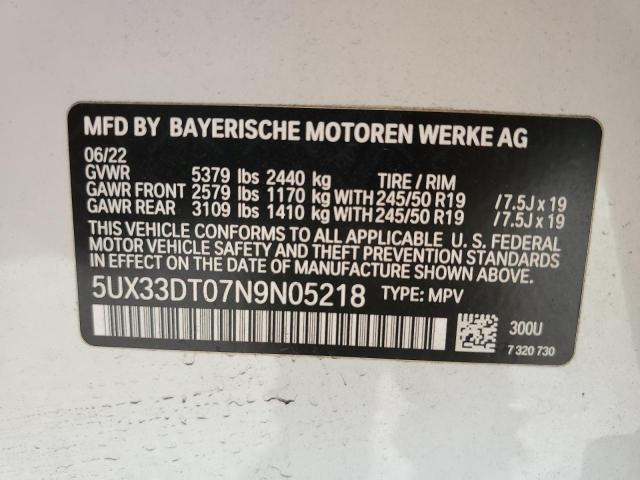 MFD BY BAYERISCHE MOTOREN WERKE AG
06/22
GVWR 5379 lbs 2440 kg TIRE / RIM
GAWR FRONT 2579 lbs 1170 kg WITH 245/50 R19 / 7.5J x 19
GAWR REAR 3109 lbs 1410 kg WITH 245/50 R19 / 7.5J x 19
THIS VEHICLE CONFORMS TO ALL APPLICABLE U. S. FEDERAL
MOTOR VEHICLE SAFETY AND THEFT PREVENTION STANDARDS
IN EFFECT ON THE DATE OF MANUFACTURE SHOWN ABOVE.
5UX33DT07N9N05218 TYPE: MPV
300U
7 320 730